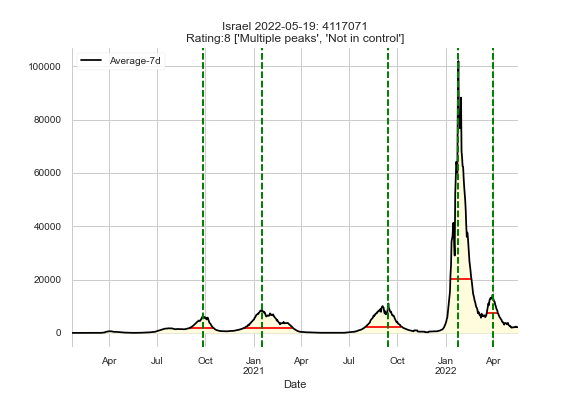 Israel 2022-05-19: 4117071
Rating:8 ['Multiple peaks', 'Not in control']
Average-7d
100000
80000
60000
40000
20000
0
Apr Jul Oct Jan Apr Jul Oct Jan Apr
2021 2022
Date